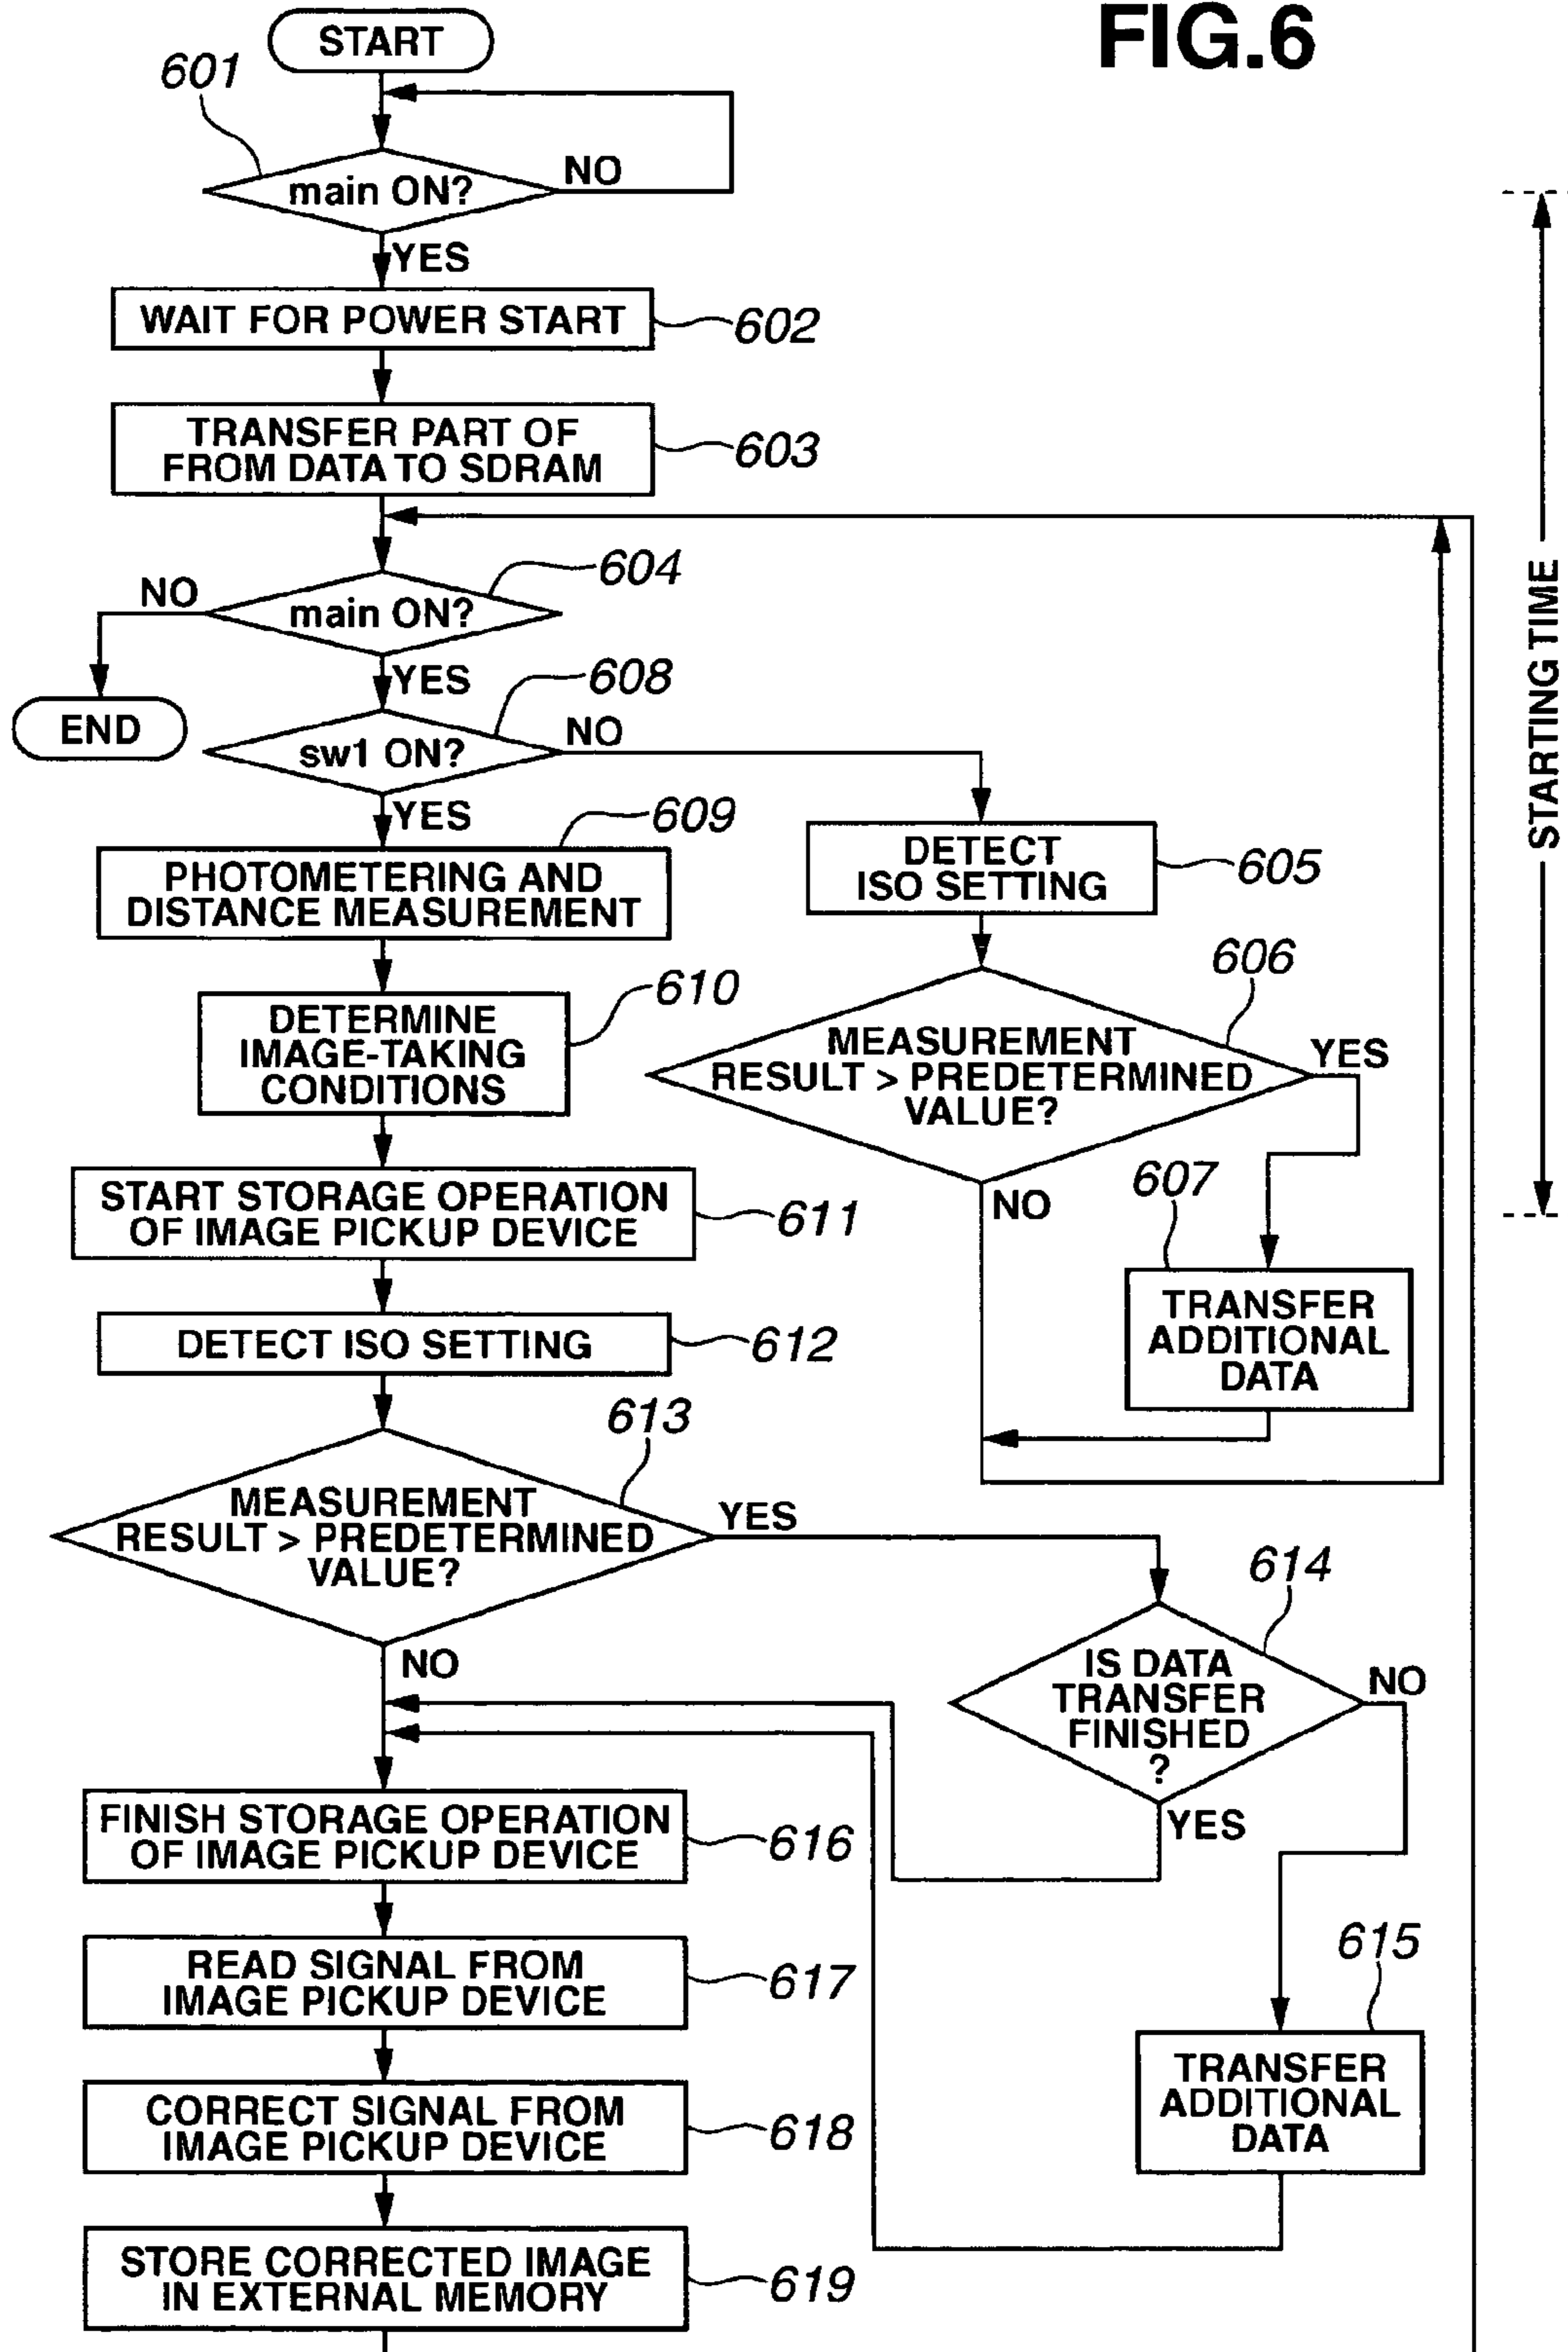 FIG.6
START
601
main ON?
NO
YES
WAIT FOR POWER START
602
TRANSFER PART OF
FROM DATA TO SDRAM
603
604
NO
main ON?
YES
END
608
sw1 ON?
NO
YES
609
PHOTOMETERING AND
DISTANCE MEASUREMENT
DETECT
ISO SETTING
605
STARTING TIME
610
DETERMINE
IMAGE-TAKING
CONDITIONS
606
MEASUREMENT
RESULT > PREDETERMINED
VALUE?
YES
NO
607
TRANSFER
ADDITIONAL
DATA
START STORAGE OPERATION
OF IMAGE PICKUP DEVICE
611
DETECT ISO SETTING
612
613
MEASUREMENT
RESULT > PREDETERMINED
VALUE?
YES
NO
614
IS DATA
TRANSFER
FINISHED
?
NO
YES
615
TRANSFER
ADDITIONAL
DATA
FINISH STORAGE OPERATION
OF IMAGE PICKUP DEVICE
616
READ SIGNAL FROM
IMAGE PICKUP DEVICE
617
CORRECT SIGNAL FROM
IMAGE PICKUP DEVICE
618
STORE CORRECTED IMAGE
IN EXTERNAL MEMORY
619